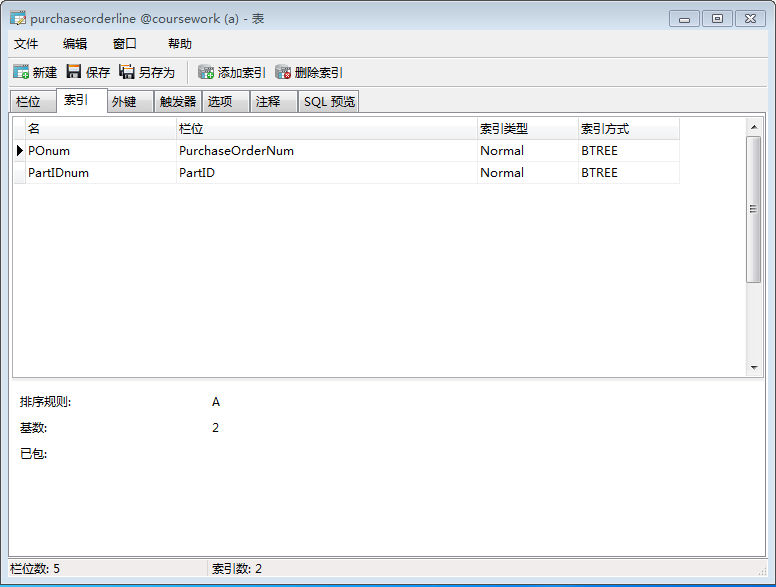 purchaseorderline @coursework (a) - 表
文件 编辑 窗口 帮助
新建 保存 另存为 添加索引 删除索引
栏位 索引 外键 触发器 选项 注释 SQL 预览
名 栏位 索引类型 索引方式
POnum PurchaseOrderNum Normal BTREE
PartIDnum PartID Normal BTREE
排序规则: A
基数: 2
已包:
栏位数: 5 索引数: 2